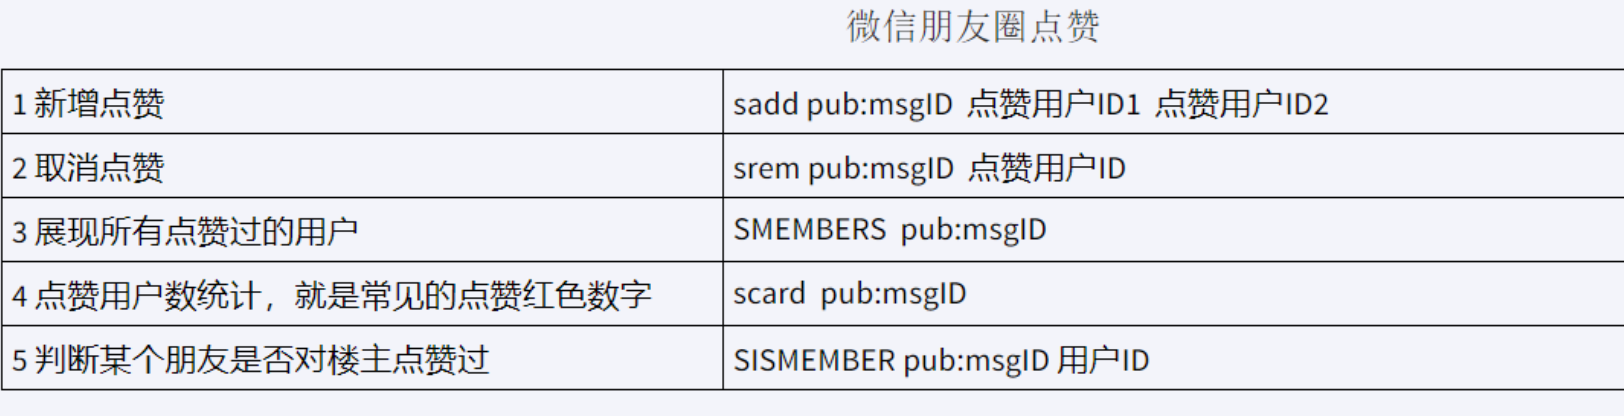 微信朋友圈点赞
1 新增点赞 sadd pub:msgID 点赞用户ID1 点赞用户ID2
2 取消点赞 srem pub:msgID 点赞用户ID
3 展现所有点赞过的用户 SMEMBERS pub:msgID
4 点赞用户数统计，就是常见的点赞红色数字 scard pub:msgID
5 判断某个朋友是否对楼主点赞过 SISMEMBER pub:msgID 用户ID